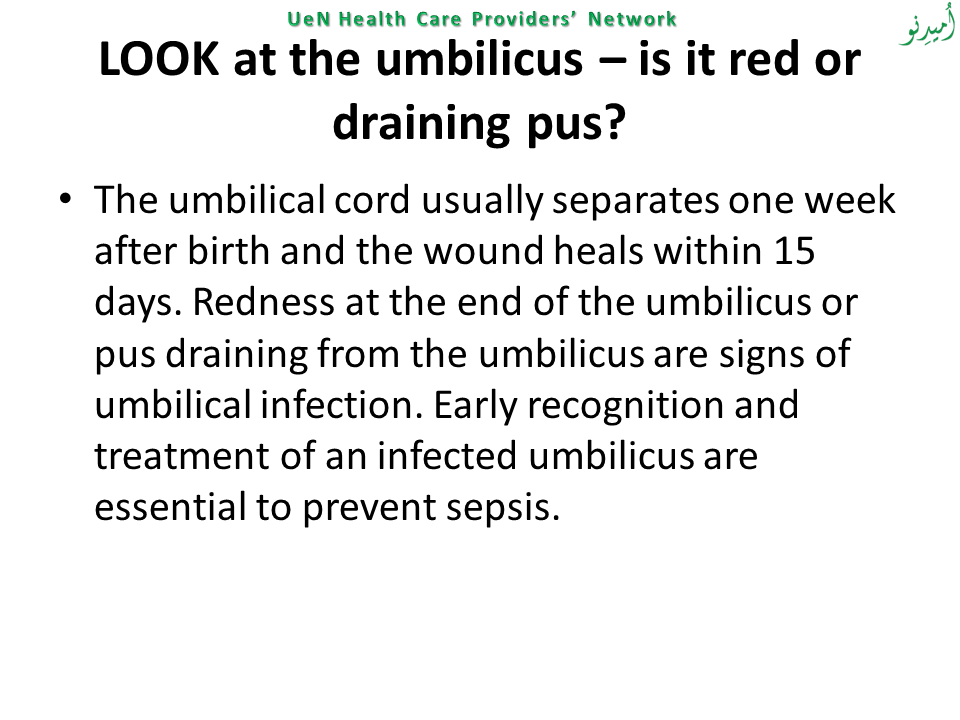 UeN Health Care Providers’ Network
اُمیدِنو
LOOK at the umbilicus – is it red or
draining pus?
• The umbilical cord usually separates one week
after birth and the wound heals within 15
days. Redness at the end of the umbilicus or
pus draining from the umbilicus are signs of
umbilical infection. Early recognition and
treatment of an infected umbilicus are
essential to prevent sepsis.